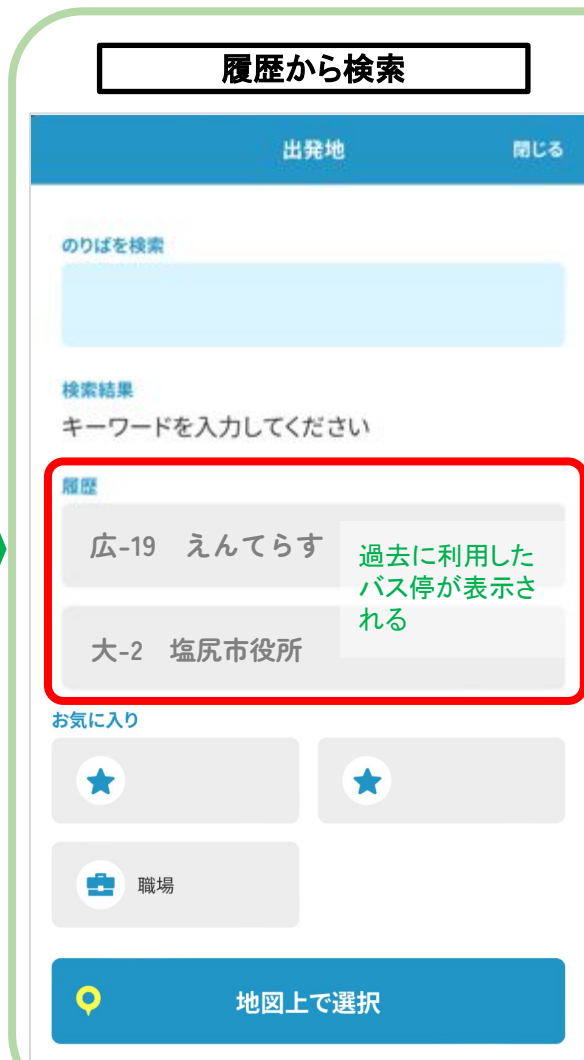 履歴から検索
出発地
閉じる
のりばを検索
検索結果
キーワードを入力してください
履歴
広-19　えんてらす
過去に利用した
バス停が表示さ
れる
大-2　塩尻市役所
お気に入り
職場
地図上で選択